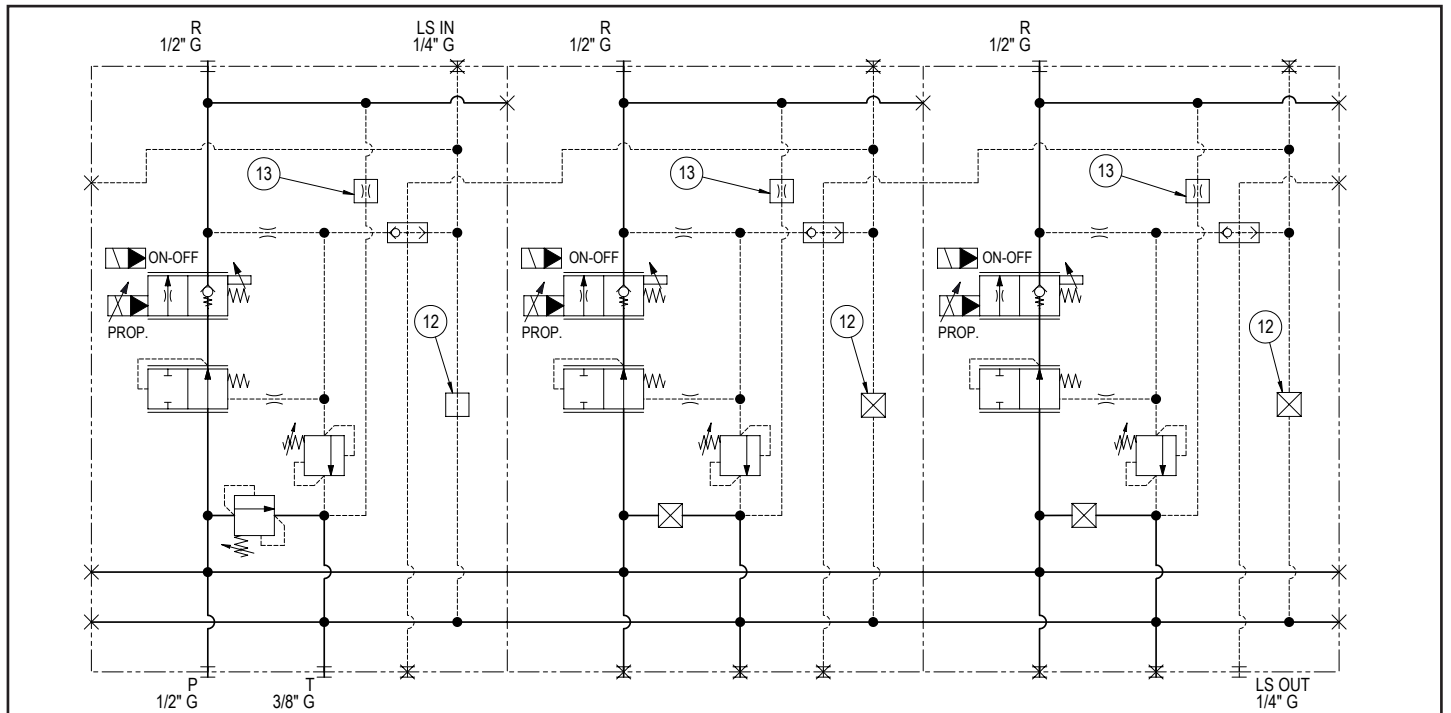 R
1/2" G
LS IN
1/4" G
R
1/2" G
R
1/2" G
13
13
13
ON-OFF
ON-OFF
ON-OFF
PROP.
PROP.
PROP.
12
12
12
P
1/2" G
T
3/8" G
LS OUT
1/4" G